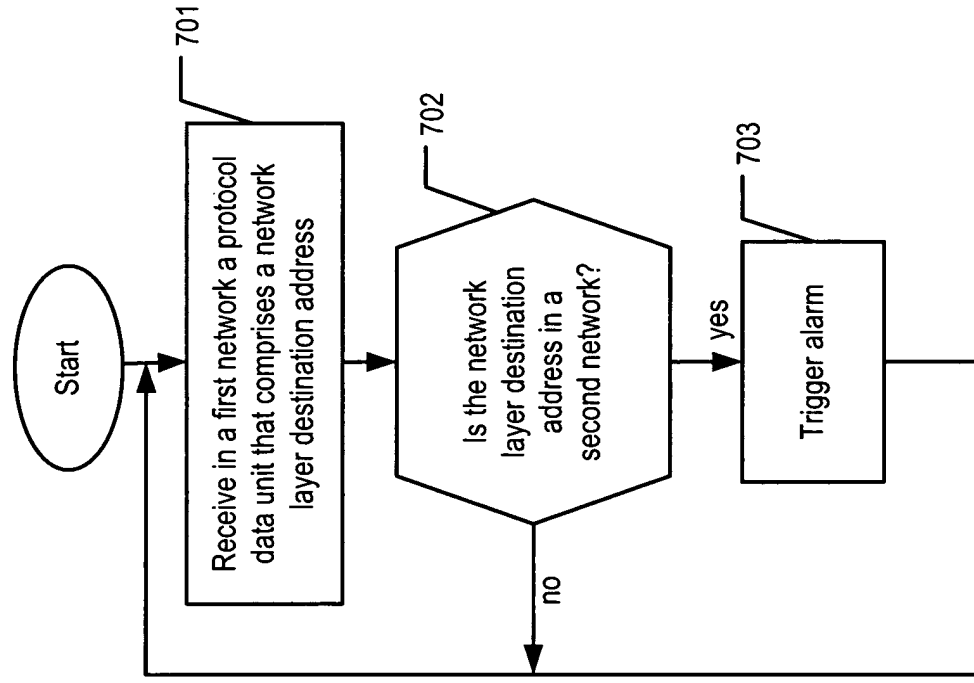 Start
701
Receive in a first network a protocol
data unit that comprises a network
layer destination address
702
Is the network
layer destination
address in a
second network?
no
yes
703
Trigger alarm